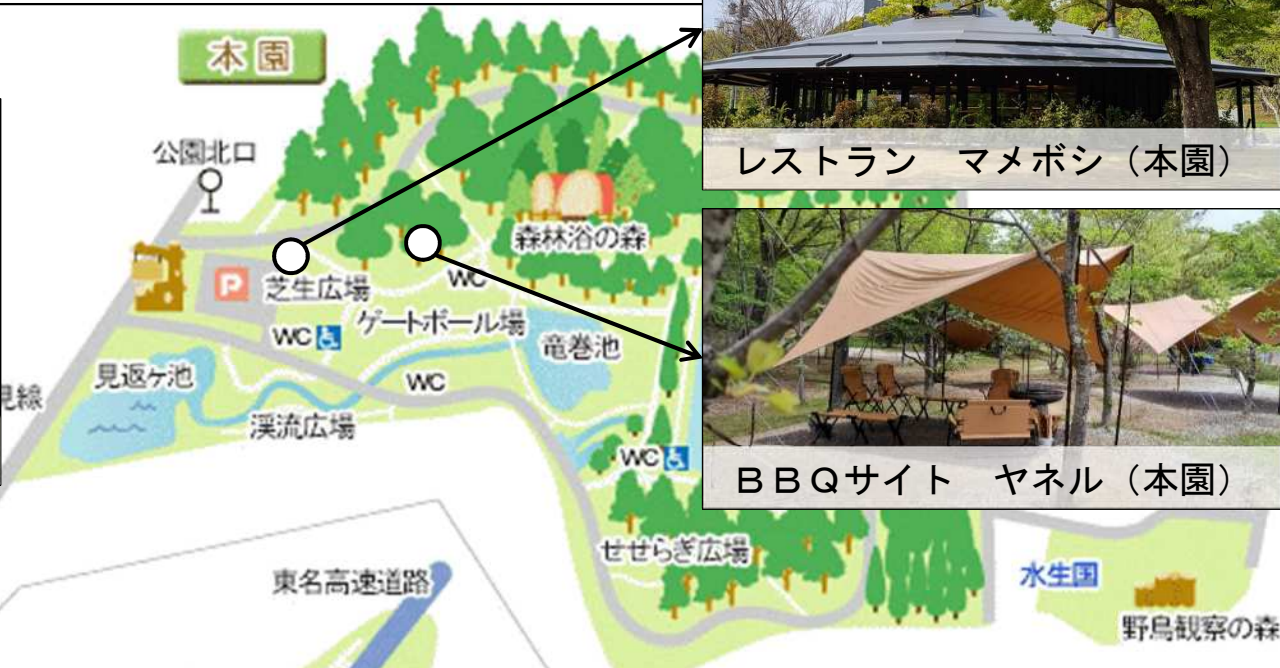 本園
公園北口
レストラン　マメボシ（本園）
森林浴の森
P
芝生広場
WC
ゲートボール場
WC
竜巻池
見返ヶ池
WC
見線
渓流広場
WC
ＢＢＱサイト　ヤネル（本園）
せせらぎ広場
東名高速道路
水生国
野鳥観察の森